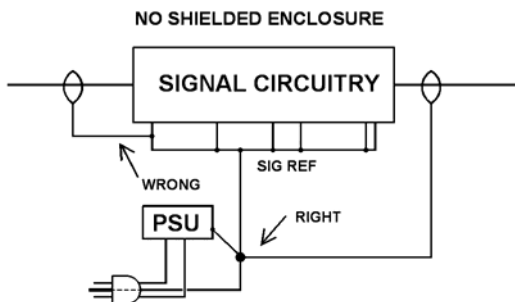 NO SHIELDED ENCLOSURE
SIGNAL CIRCUITRY
SIG REF
WRONG
PSU
RIGHT